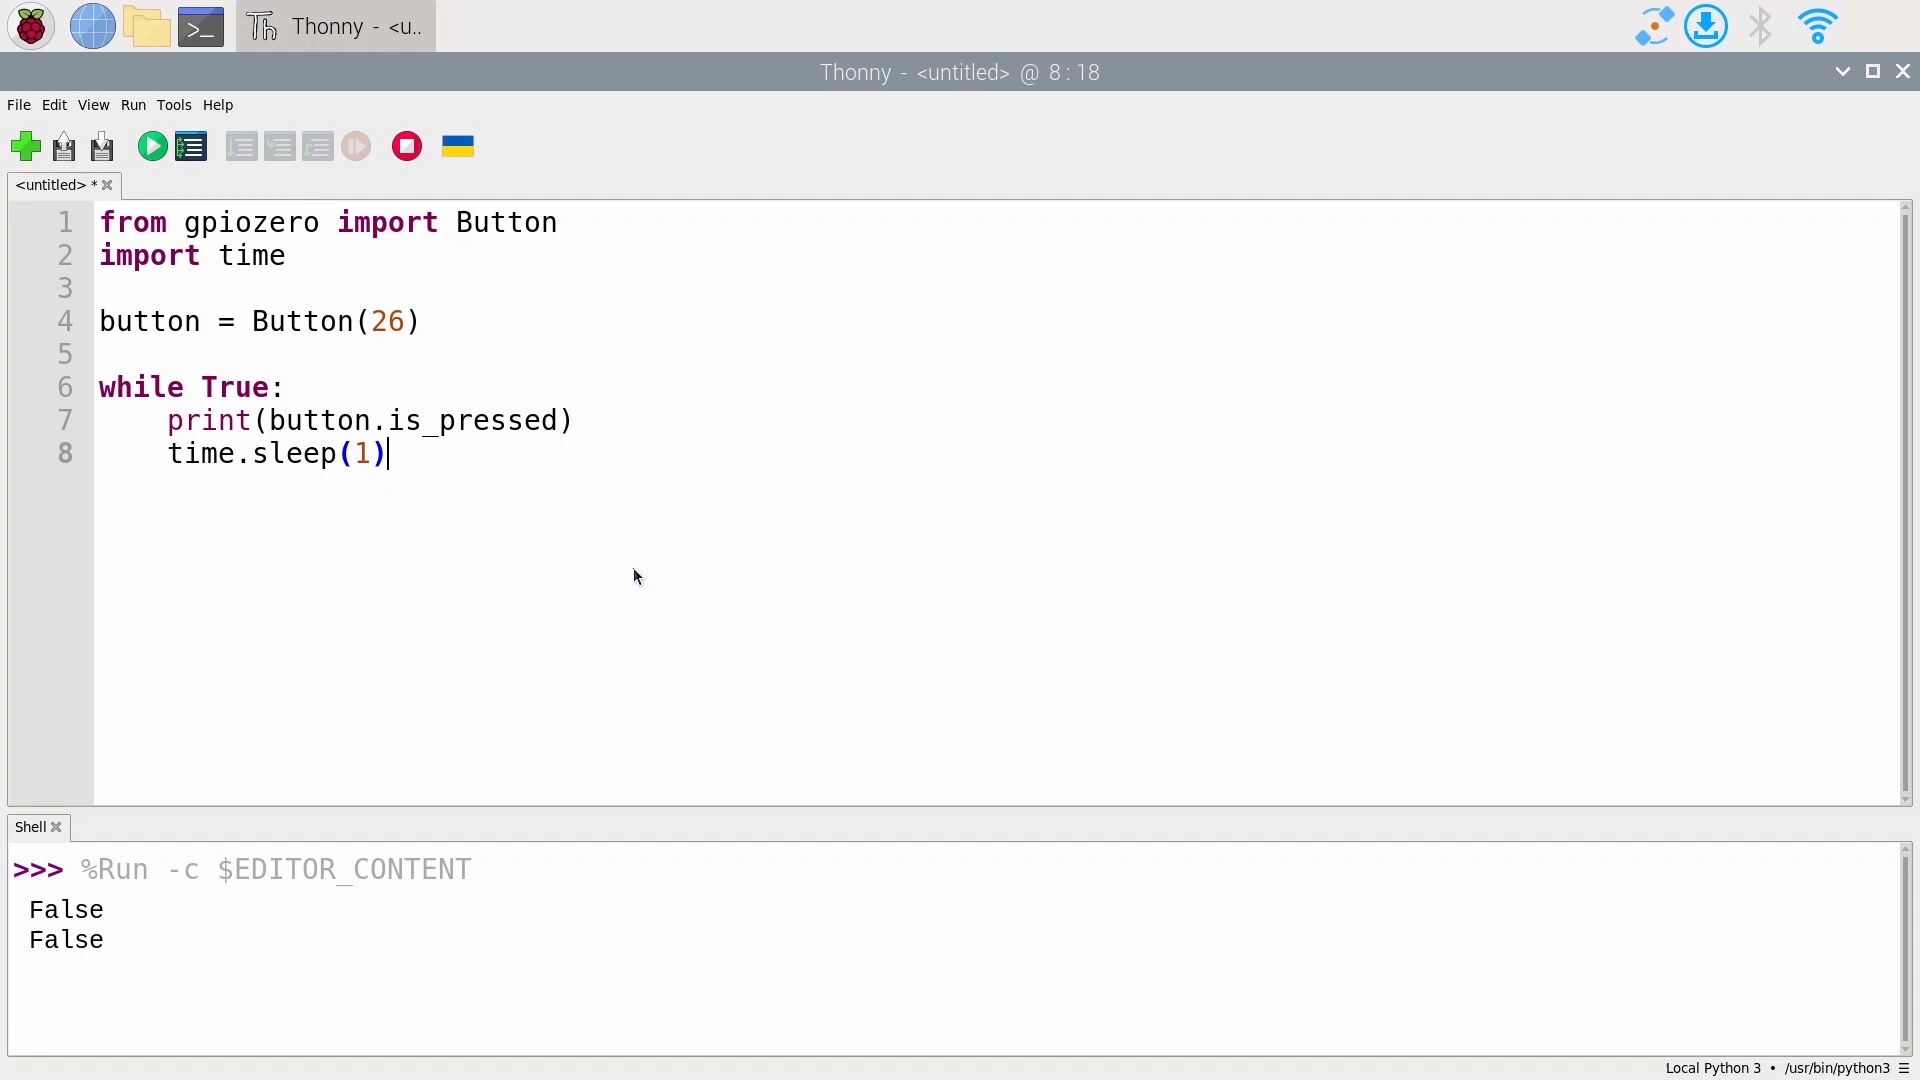 Thonny - <u..
Thonny - <untitled> @ 8:18
File Edit View Run Tools Help
<untitled> *
1 from gpiozero import Button
2 import time
3
4 button = Button(26)
5
6 while True:
7     print(button.is_pressed)
8     time.sleep(1)
Shell
>>> %Run -c $EDITOR_CONTENT
False
False
Local Python 3 • /usr/bin/python3 ☰